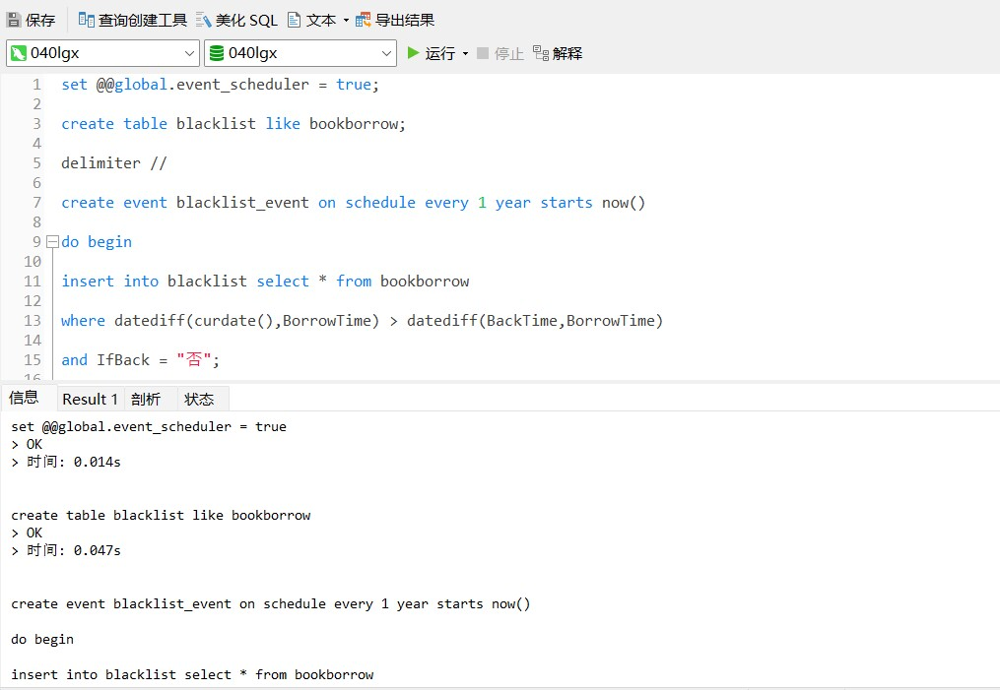 保存 查询创建工具 美化 SQL 文本 导出结果
040lgx 040lgx 运行 停止 解释
1 set @@global.event_scheduler = true;
2
3 create table blacklist like bookborrow;
4
5 delimiter //
6
7 create event blacklist_event on schedule every 1 year starts now()
8
9 do begin
10
11 insert into blacklist select * from bookborrow
12
13 where datediff(curdate(),BorrowTime) > datediff(BackTime,BorrowTime)
14
15 and IfBack = "否";
16
信息 Result 1 剖析 状态
set @@global.event_scheduler = true
> OK
> 时间: 0.014s
create table blacklist like bookborrow
> OK
> 时间: 0.047s
create event blacklist_event on schedule every 1 year starts now()
do begin
insert into blacklist select * from bookborrow